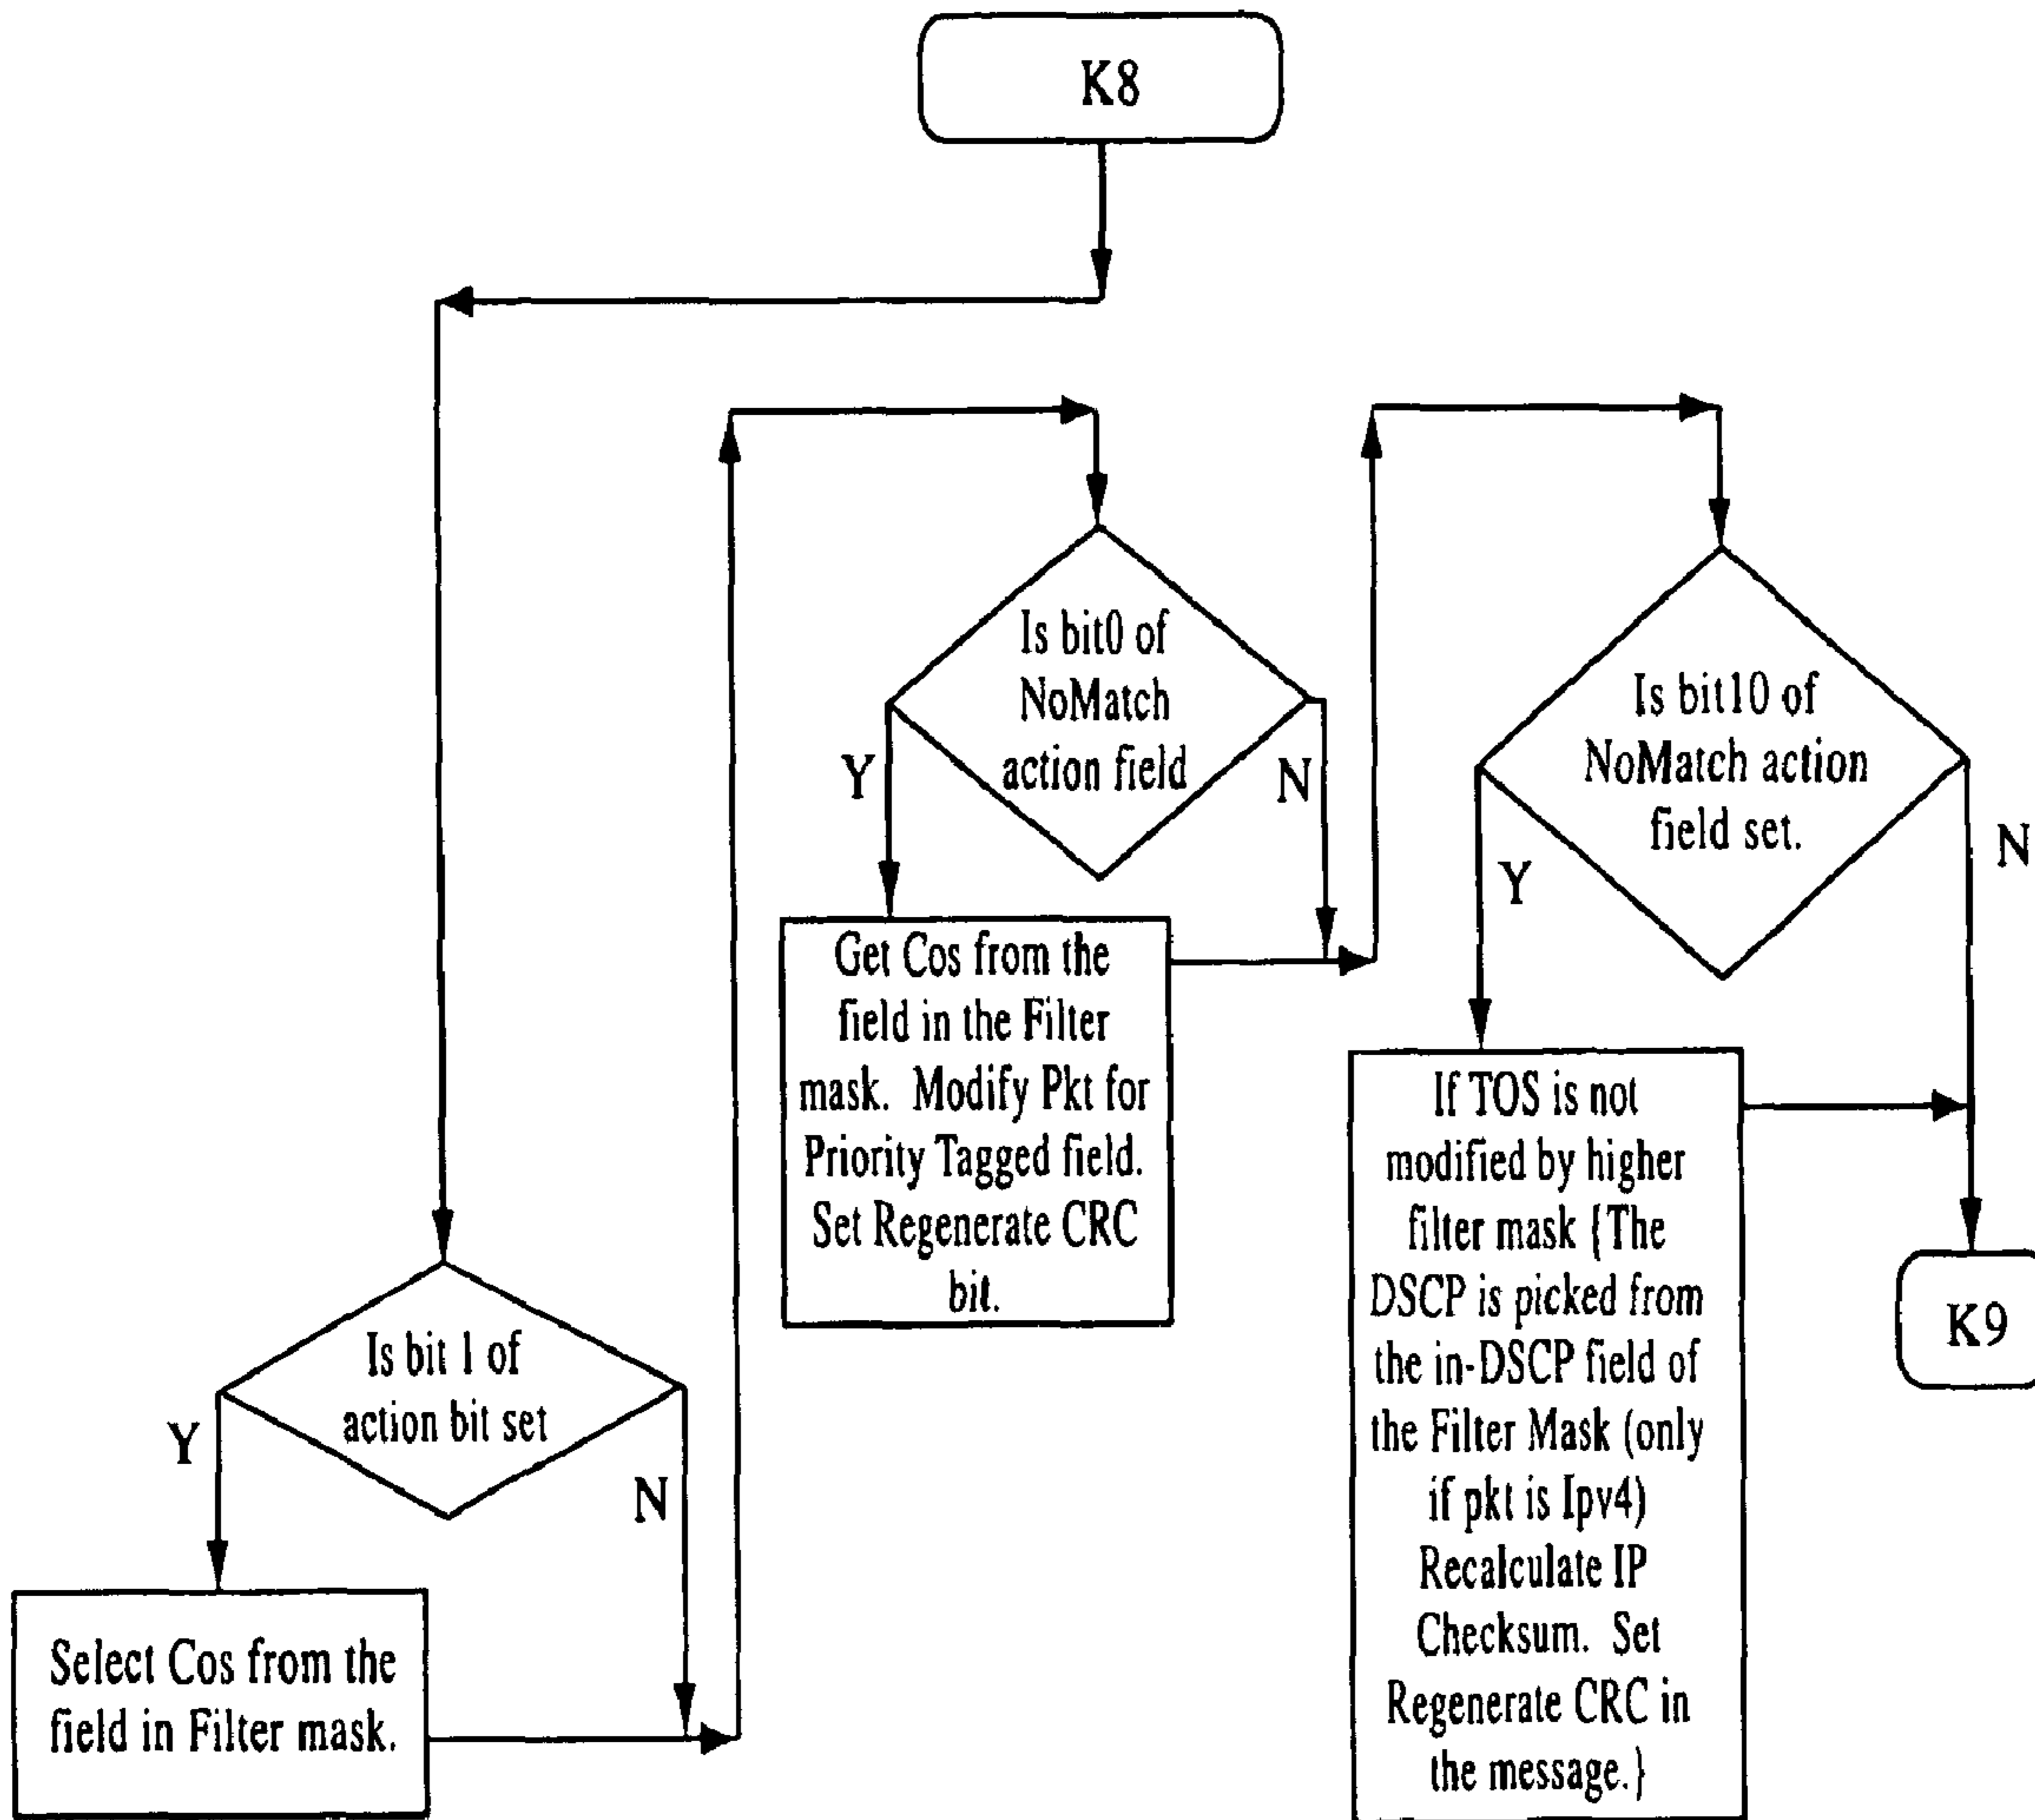 K8
Is bit 1 of
action bit set
Y
N
Select Cos from the
field in Filter mask.
Is bit0 of
NoMatch
action field
Y
N
Get Cos from the
field in the Filter
mask. Modify Pkt for
Priority Tagged field.
Set Regenerate CRC
bit.
Is bit10 of
NoMatch action
field set.
Y
N
If TOS is not
modified by higher
filter mask {The
DSCP is picked from
the in-DSCP field of
the Filter Mask (only
if pkt is Ipv4)
Recalculate IP
Checksum. Set
Regenerate CRC in
the message.}
K9